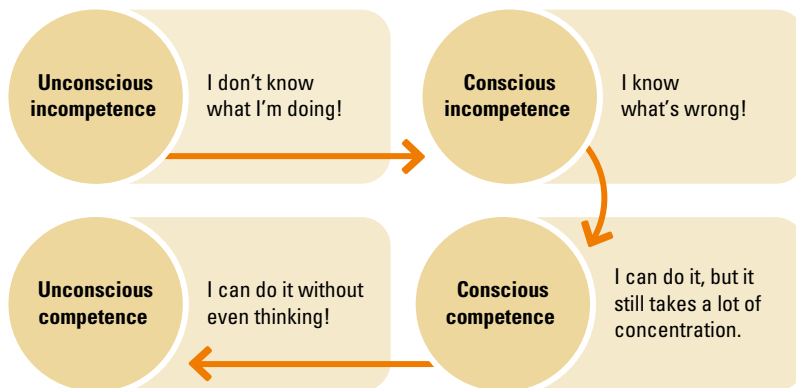 Unconscious
incompetence
I don't know
what I'm doing!
Conscious
incompetence
I know
what's wrong!
Unconscious
competence
I can do it without
even thinking!
Conscious
competence
I can do it, but it
still takes a lot of
concentration.